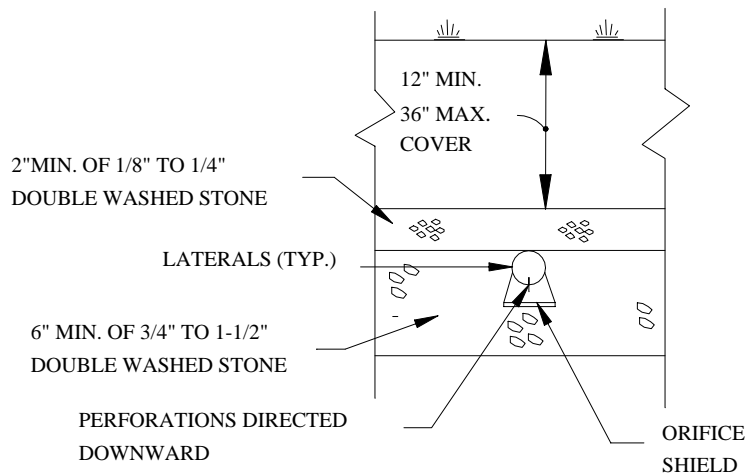 12" MIN.
36" MAX.
COVER
2"MIN. OF 1/8" TO 1/4"
DOUBLE WASHED STONE
LATERALS (TYP.)
6" MIN. OF 3/4" TO 1-1/2"
DOUBLE WASHED STONE
PERFORATIONS DIRECTED
DOWNWARD
ORIFICE
SHIELD